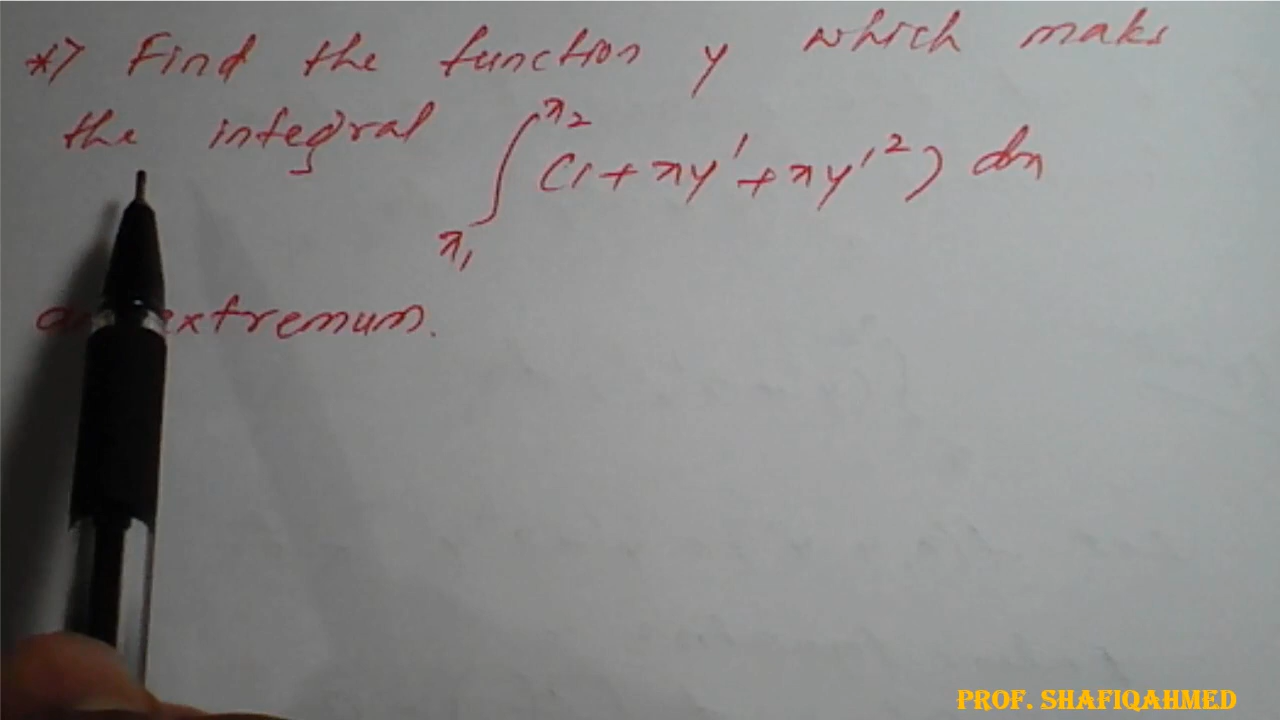 *) Find the function y which maks
the integral ∫_{x₁}^{x₂} (1 + xy' + xy'²) dx
extremum.
PROF. SHAFIQAHMED